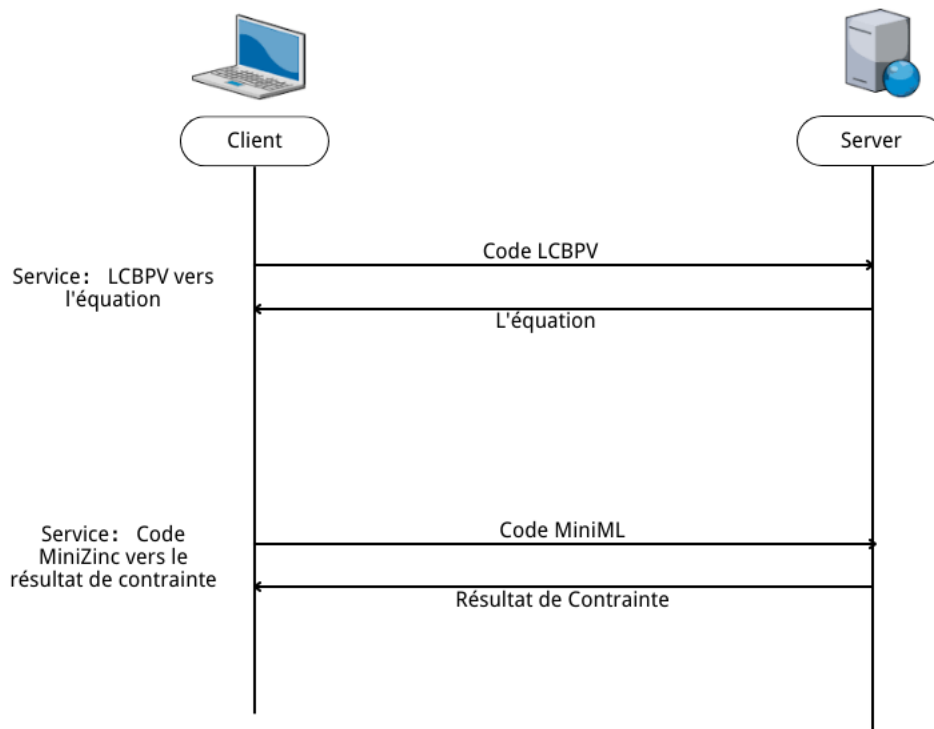 Client
Server
Code LCBPV
Service: LCBPV vers
l'équation
L'équation
Code MiniML
Service: Code
MiniZinc vers le
résultat de contrainte
Résultat de Contrainte